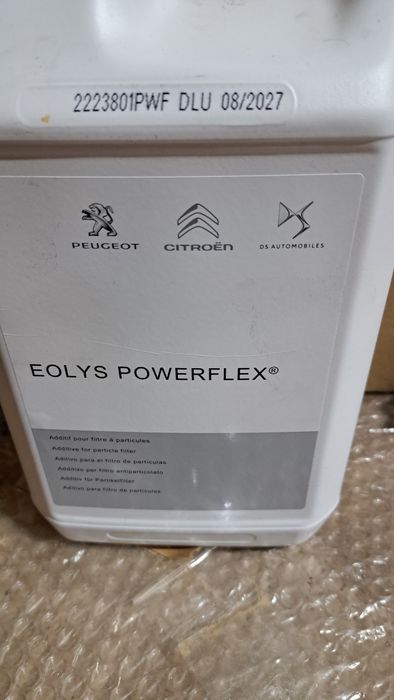 2223801PWF DLU 08/2027
PEUGEOT
CITROËN
DS AUTOMOBILES
EOLYS POWERFLEX®
Additif pour filtre à particules
Additive for particle filter
Aditivo para el filtro de partículas
Additivo per filtro antiparticolato
Additiv für Partikelfilter
Aditivo para filtro de partículas